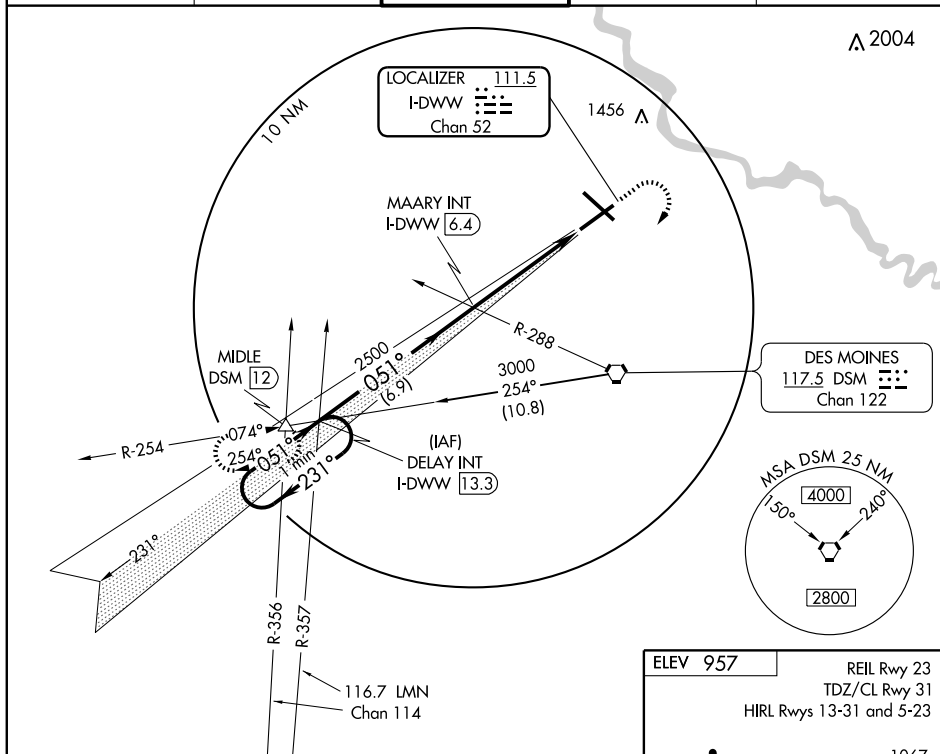 2004
LOCALIZER 111.5
I-DWW
Chan 52
1456
10 NM
MAARY INT
I-DWW 6.4
R-288
MIDLE
DSM 12
2500
051°
(6.9)
3000
254°
(10.8)
DES MOINES
117.5 DSM
Chan 122
R-254
074°
254°
051°
1 min
231°
(IAF)
DELAY INT
I-DWW 13.3
231°
MSA DSM 25 NM
4000
150°
240°
2800
R-356
R-357
116.7 LMN
Chan 114
ELEV 957
REIL Rwy 23
TDZ/CL Rwy 31
HIRL Rwys 13-31 and 5-23